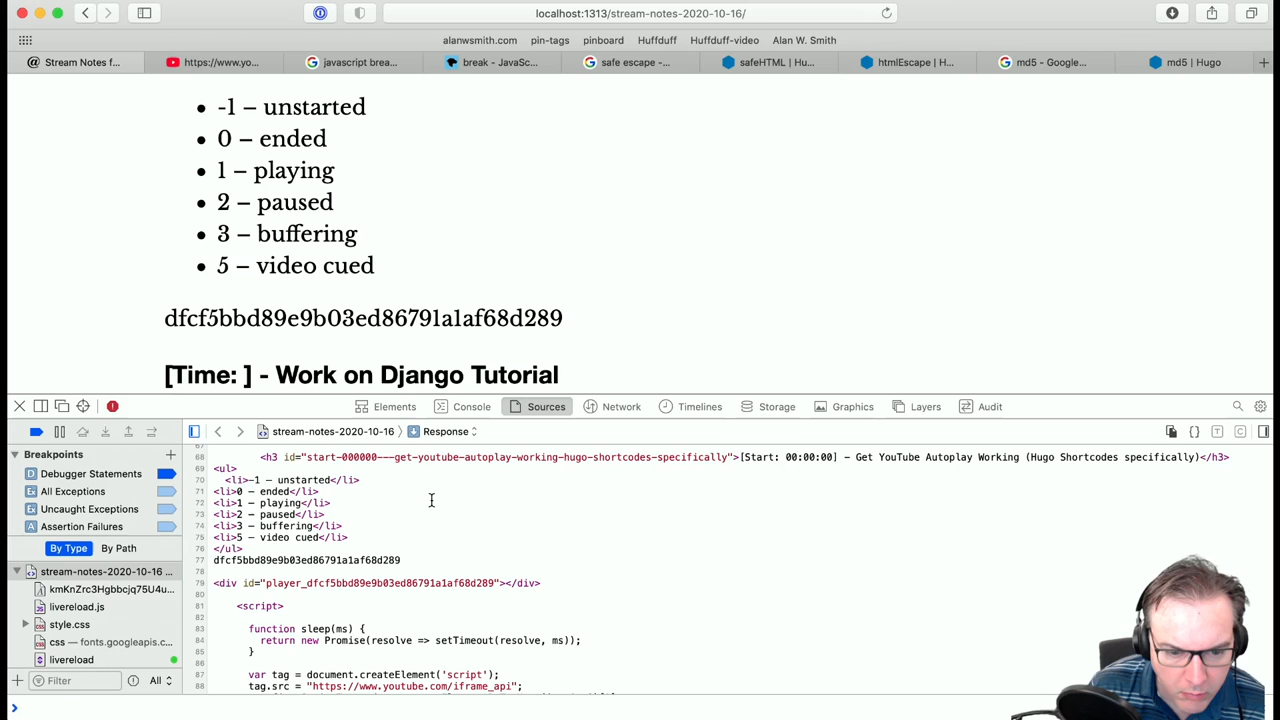 localhost:1313/stream-notes-2020-10-16/
alanwsmith.com pin-tags pinboard Huffduff Huffduff-video Alan W. Smith
@ Stream Notes f... https://www.yo... javascript brea... break - JavaSc... safe escape -... safeHTML | Hu... htmlEscape | H... md5 - Google... md5 | Hugo +
• -1 – unstarted
• 0 – ended
• 1 – playing
• 2 – paused
• 3 – buffering
• 5 – video cued
dfcf5bbd89e9b03ed86791a1af68d289
[Time: ] - Work on Django Tutorial
Elements Console Sources Network Timelines Storage Graphics Layers Audit
stream-notes-2020-10-16 〉 Response
Breakpoints +
Debugger Statements
Ex All Exceptions
Ex Uncaught Exceptions
A Assertion Failures
By Type By Path
stream-notes-2020-10-16 ...
kmKnZrc3Hgbbcjq75U4u...
livereload.js
style.css
css — fonts.googleapis.c...
livereload
+ Filter All
67
68 <h3 id="start-000000---get-youtube-autoplay-working-hugo-shortcodes-specifically">[Start: 00:00:00] - Get YouTube Autoplay Working (Hugo Shortcodes specifically)</h3>
69 <ul>
70 <li>-1 – unstarted</li>
71 <li>0 – ended</li>
72 <li>1 – playing</li>
73 <li>2 – paused</li>
74 <li>3 – buffering</li>
75 <li>5 – video cued</li>
76 </ul>
77 dfcf5bbd89e9b03ed86791a1af68d289
78
79 <div id="player_dfcf5bbd89e9b03ed86791a1af68d289"></div>
80
81 <script>
82
83 function sleep(ms) {
84 return new Promise(resolve => setTimeout(resolve, ms));
85 }
86
87 var tag = document.createElement('script');
88 tag.src = "https://www.youtube.com/iframe_api";